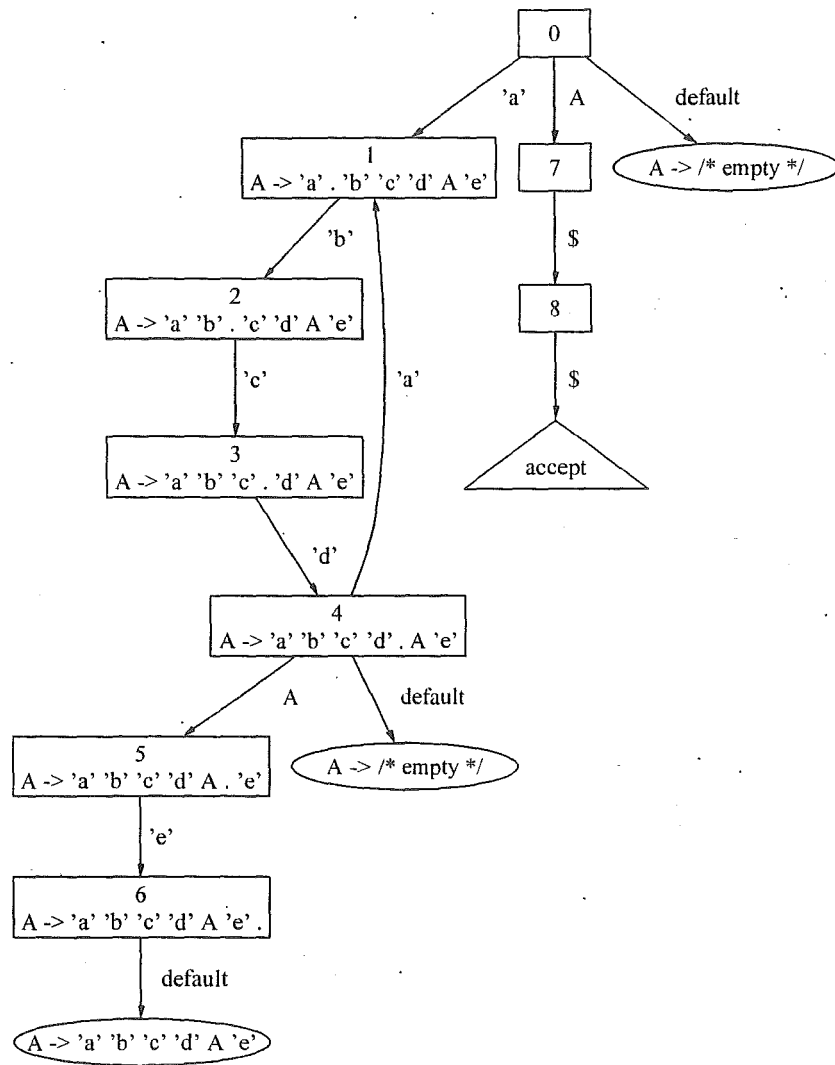 0
'a'
A
default
1
A -> 'a' . 'b' 'c' 'd' A 'e'
7
A -> /* empty */
'b'
$
2
A -> 'a' 'b' . 'c' 'd' A 'e'
8
'c'
'a'
$
3
A -> 'a' 'b' 'c' . 'd' A 'e'
accept
'd'
4
A -> 'a' 'b' 'c' 'd' . A 'e'
A
default
5
A -> 'a' 'b' 'c' 'd' A . 'e'
A -> /* empty */
'e'
6
A -> 'a' 'b' 'c' 'd' A 'e' .
default
A -> 'a' 'b' 'c' 'd' A 'e'